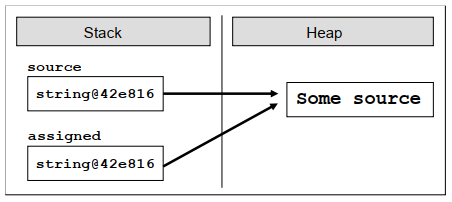 Stack
Heap
source
string@42e816
Some source
assigned
string@42e816